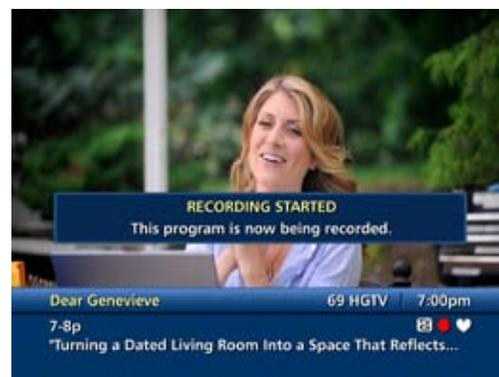 RECORDING STARTED
This program is now being recorded.
Dear Genevieve 69 HGTV 7:00pm
7-8p
"Turning a Dated Living Room Into a Space That Reflects...